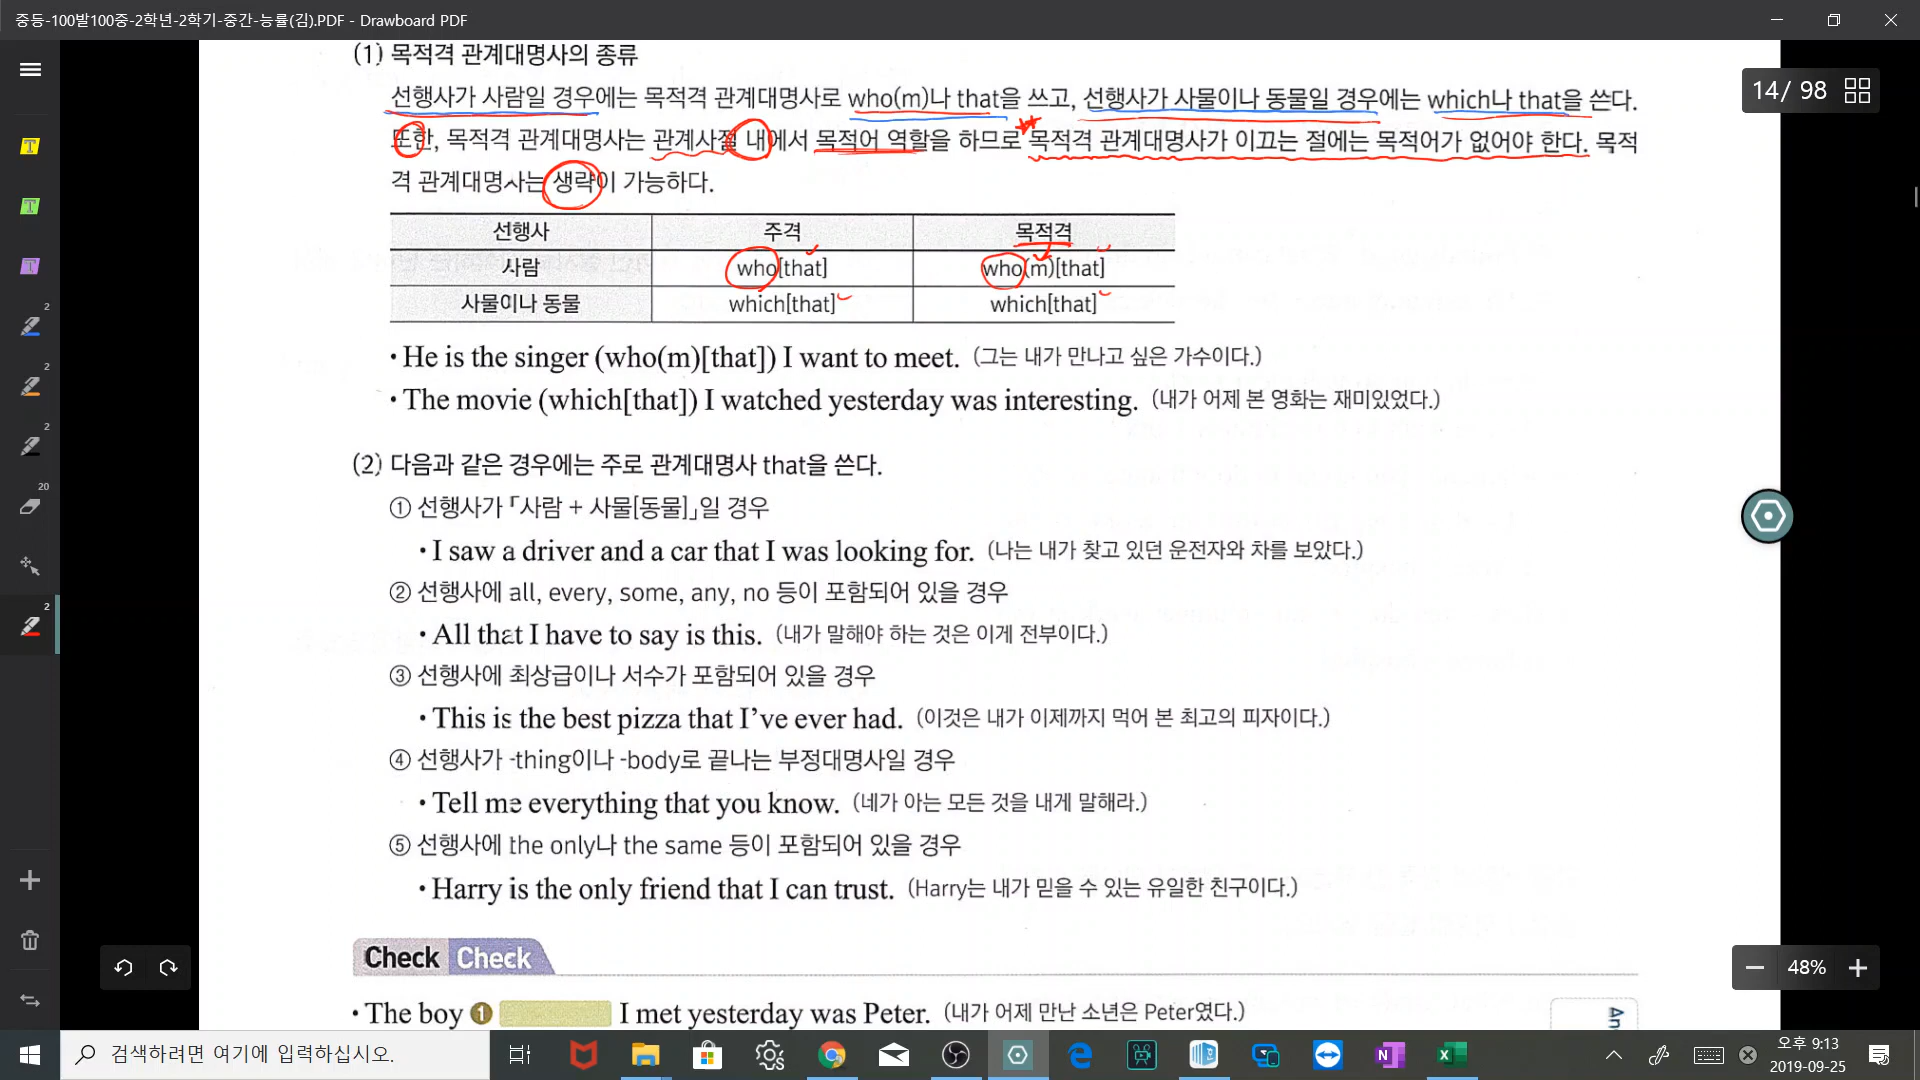 중등-100발100중-2학년-2학기-중간-능률(김).PDF - Drawboard PDF
14 / 98
(1) 목적격 관계대명사의 종류
선행사가 사람일 경우에는 목적격 관계대명사로 who(m)나 that을 쓰고, 선행사가 사물이나 동물일 경우에는 which나 that을 쓴다.
또한, 목적격 관계대명사는 관계사절 내에서 목적어 역할을 하므로 목적격 관계대명사가 이끄는 절에는 목적어가 없어야 한다. 목적
격 관계대명사는 생략이 가능하다.
선행사 주격 목적격
사람 who[that] who(m)[that]
사물이나 동물 which[that] which[that]
• He is the singer (who(m)[that]) I want to meet. (그는 내가 만나고 싶은 가수이다.)
• The movie (which[that]) I watched yesterday was interesting. (내가 어제 본 영화는 재미있었다.)
(2) 다음과 같은 경우에는 주로 관계대명사 that을 쓴다.
① 선행사가 「사람 + 사물[동물]」일 경우
• I saw a driver and a car that I was looking for. (나는 내가 찾고 있던 운전자와 차를 보았다.)
② 선행사에 all, every, some, any, no 등이 포함되어 있을 경우
• All that I have to say is this. (내가 말해야 하는 것은 이게 전부이다.)
③ 선행사에 최상급이나 서수가 포함되어 있을 경우
• This is the best pizza that I've ever had. (이것은 내가 이제까지 먹어 본 최고의 피자이다.)
④ 선행사가 -thing이나 -body로 끝나는 부정대명사일 경우
• Tell me everything that you know. (네가 아는 모든 것을 내게 말해라.)
⑤ 선행사에 the only나 the same 등이 포함되어 있을 경우
• Harry is the only friend that I can trust. (Harry는 내가 믿을 수 있는 유일한 친구이다.)
Check Check
• The boy ❶ I met yesterday was Peter. (내가 어제 만난 소년은 Peter였다.)
An
2
2
2
20
2
48%
검색하려면 여기에 입력하십시오.
오후 9:13
2019-09-25